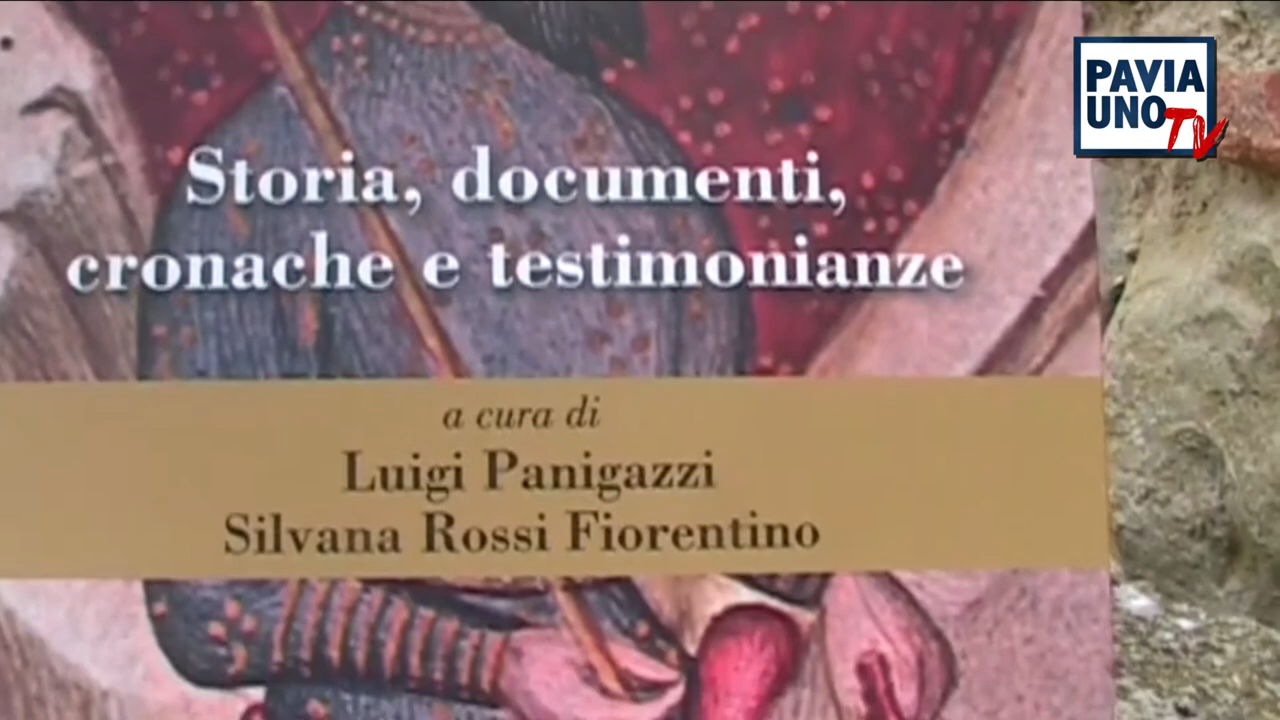 PAVIA
UNO TV
Storia, documenti,
cronache e testimonianze
a cura di
Luigi Panigazzi
Silvana Rossi Fiorentino